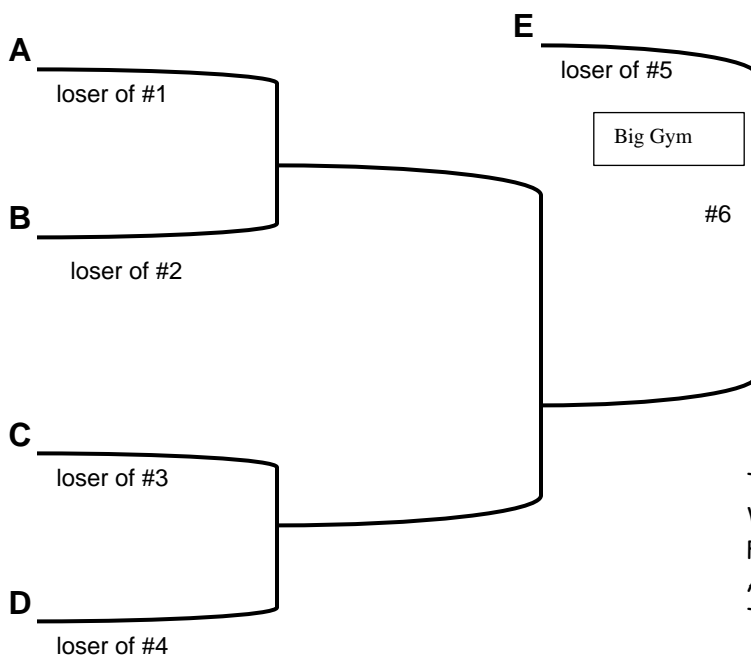 A
loser of #1
B
loser of #2
C
loser of #3
D
loser of #4
E
loser of #5
Big Gym
#6